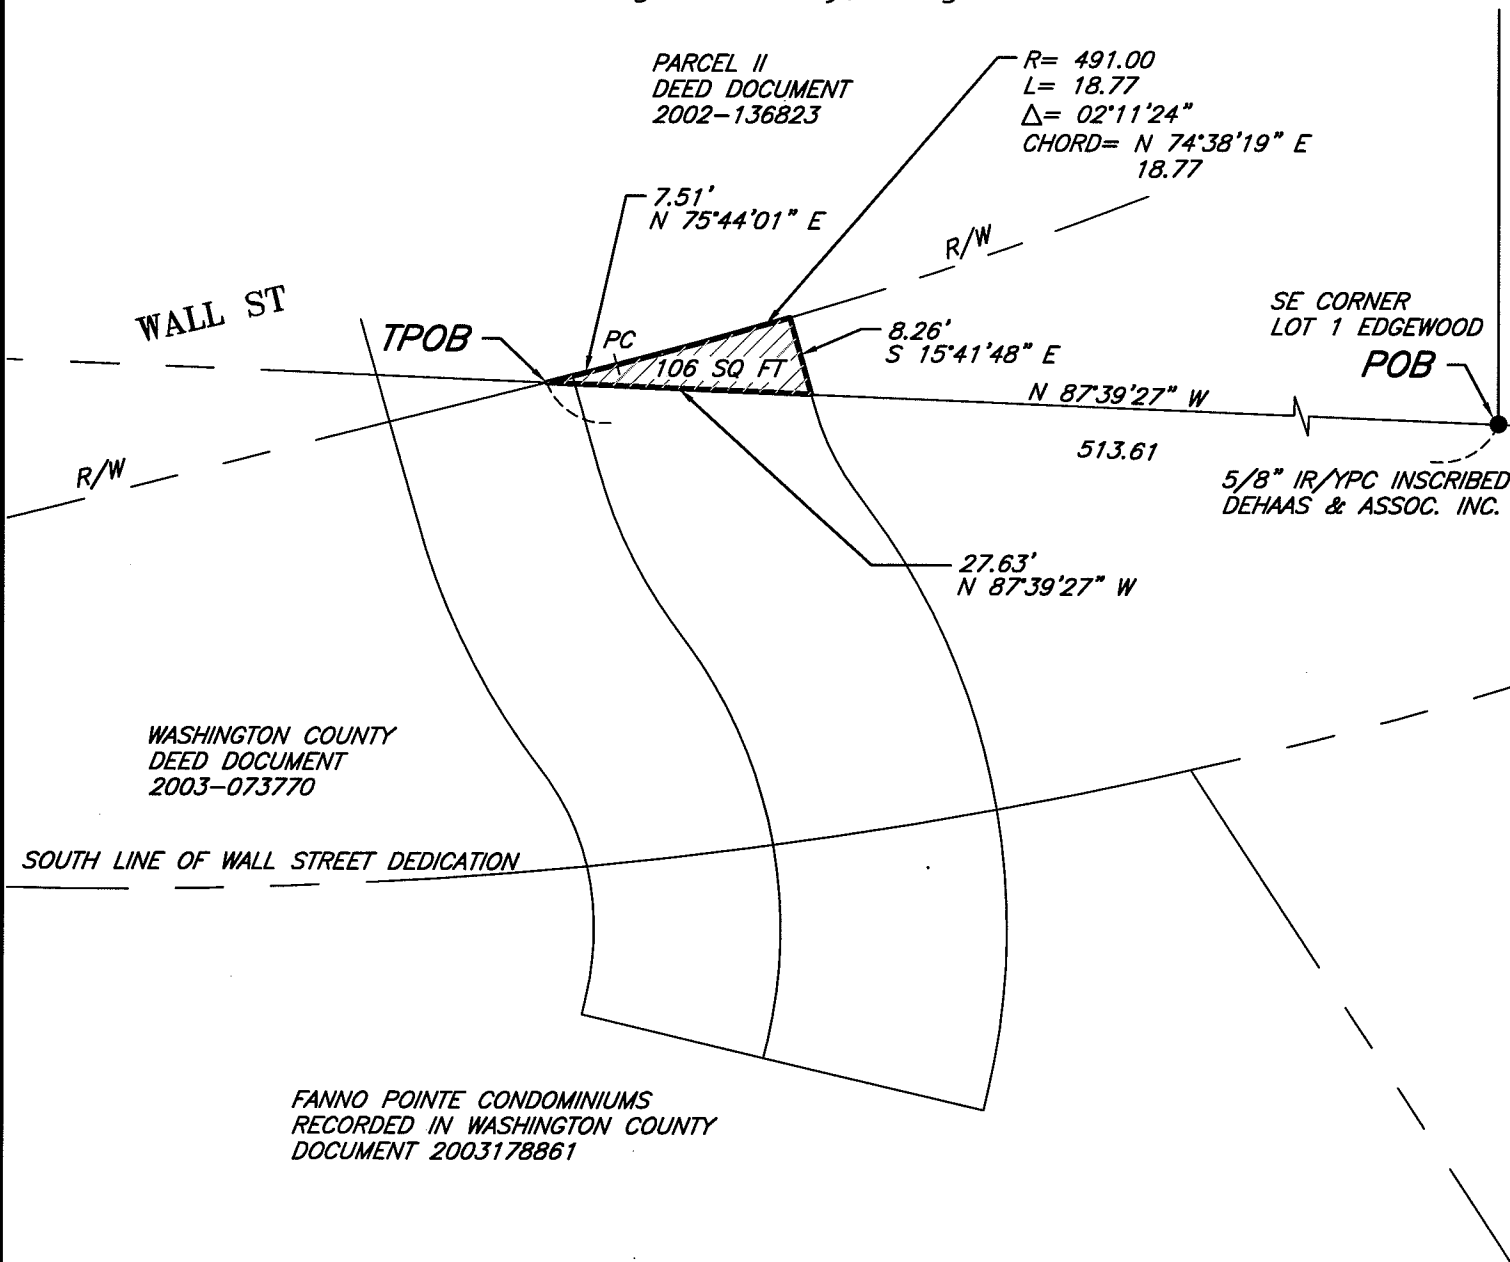 PARCEL II
DEED DOCUMENT
2002-136823
R= 491.00
L= 18.77
Δ= 02°11'24"
CHORD= N 74°38'19" E
18.77
7.51'
N 75°44'01" E
R/W
WALL ST
TPOB
PC
106 SQ FT
8.26'
S 15°41'48" E
SE CORNER
LOT 1 EDGEWOOD
POB
N 87°39'27" W
513.61
R/W
5/8" IR/YPC INSCRIBED
DEHAAS & ASSOC. INC.
27.63'
N 87°39'27" W
WASHINGTON COUNTY
DEED DOCUMENT
2003-073770
SOUTH LINE OF WALL STREET DEDICATION
FANNO POINTE CONDOMINIUMS
RECORDED IN WASHINGTON COUNTY
DOCUMENT 2003178861